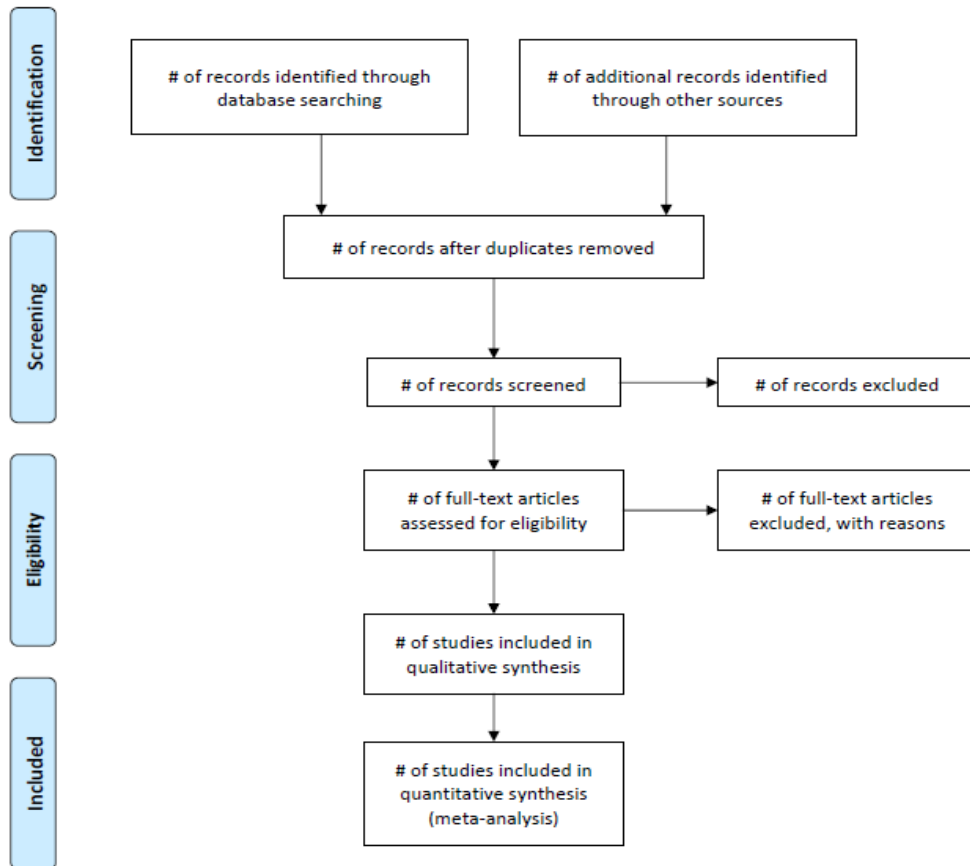 Identification
# of records identified through
database searching
# of additional records identified
through other sources
# of records after duplicates removed
Screening
# of records screened
# of records excluded
Eligibility
# of full-text articles
assessed for eligibility
# of full-text articles
excluded, with reasons
# of studies included in
qualitative synthesis
Included
# of studies included in
quantitative synthesis
(meta-analysis)